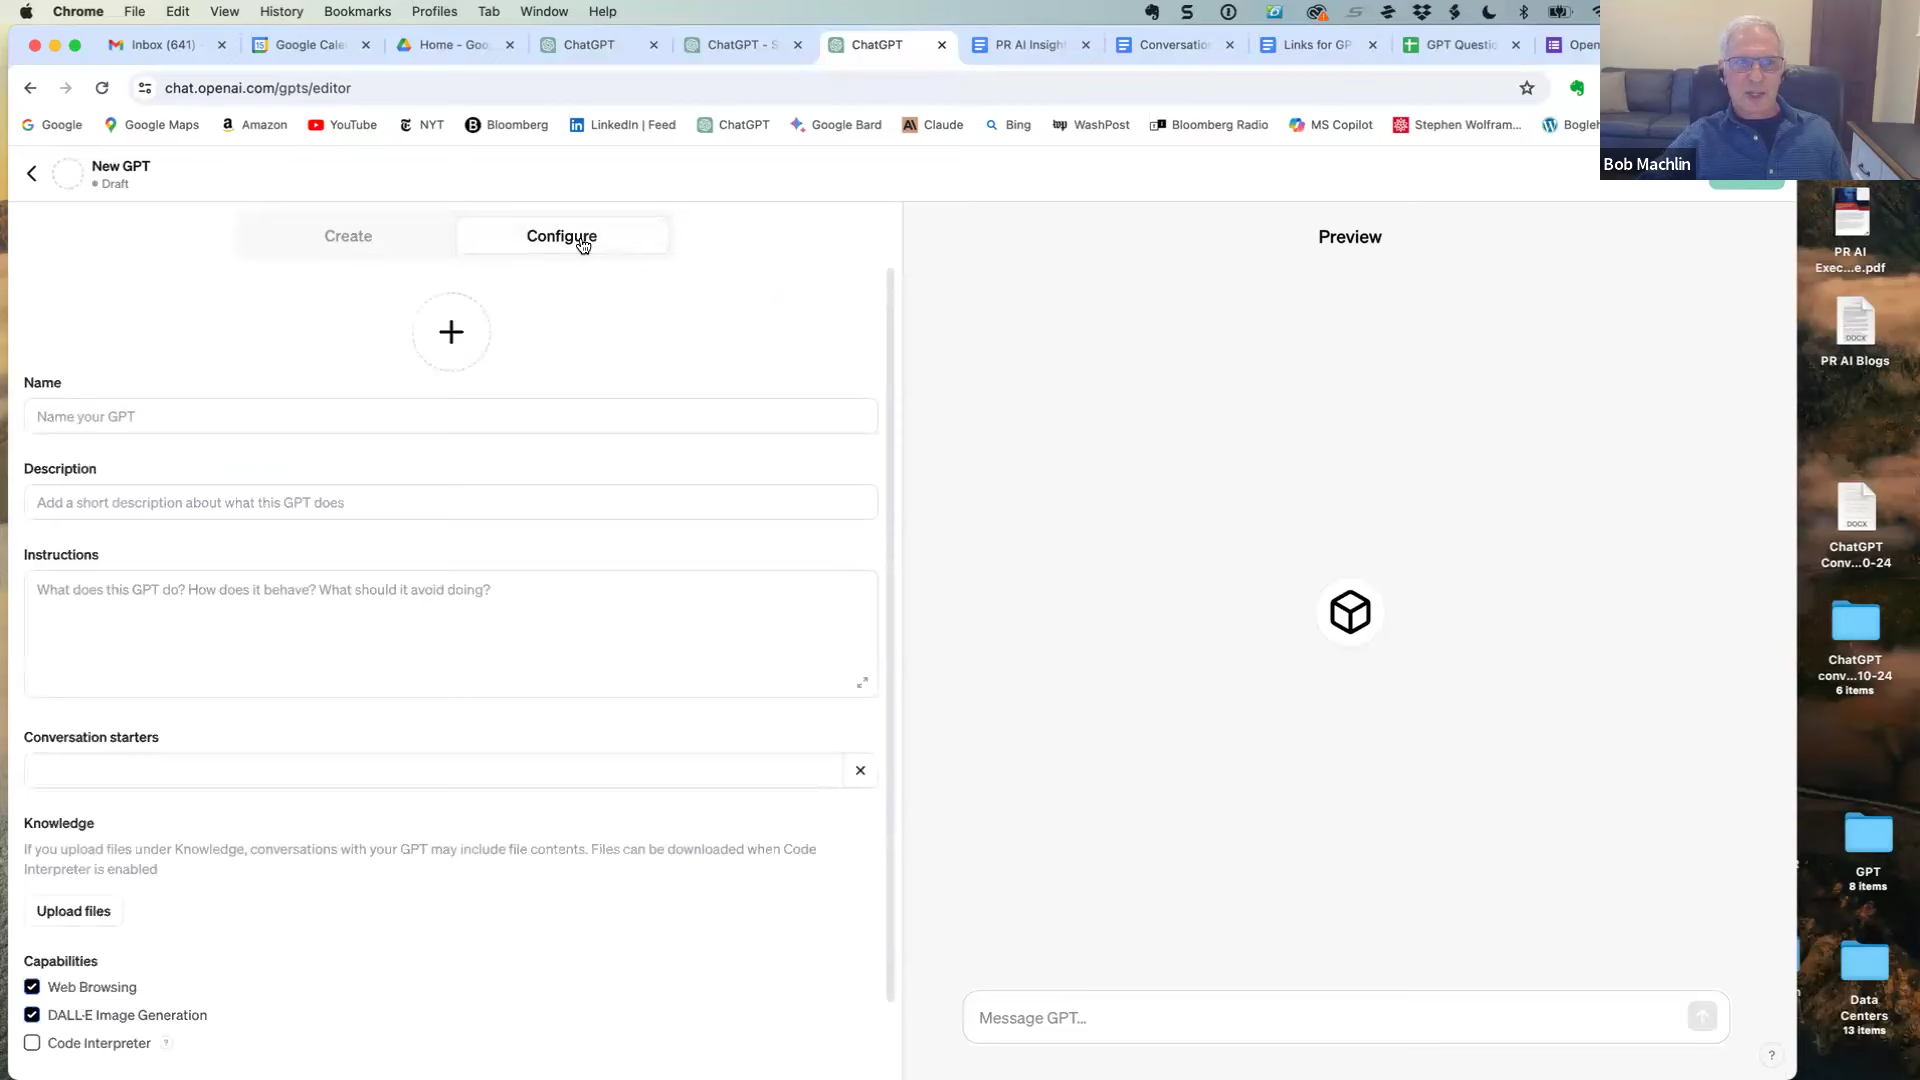 Chrome File Edit View History Bookmarks Profiles Tab Window Help
Inbox (641) Google Cale Home - Goo ChatGPT ChatGPT - S ChatGPT PR AI Insigh Conversatio Links for GP GPT Questi Open
chat.openai.com/gpts/editor
Google Google Maps Amazon YouTube NYT Bloomberg LinkedIn | Feed ChatGPT Google Bard Claude Bing WashPost Bloomberg Radio MS Copilot Stephen Wolfram... Bogleh
Bob Machlin
New GPT
Draft
Create Configure
Preview
Name
Name your GPT
Description
Add a short description about what this GPT does
Instructions
What does this GPT do? How does it behave? What should it avoid doing?
Conversation starters
Knowledge
If you upload files under Knowledge, conversations with your GPT may include file contents. Files can be downloaded when Code
Interpreter is enabled
Upload files
Capabilities
Web Browsing
DALL·E Image Generation
Code Interpreter ?
Message GPT...
?
PR AI
Exec...e.pdf
DOCX
PR AI Blogs
DOCX
ChatGPT
Conv...0-24
ChatGPT
conv...10-24
6 items
GPT
8 items
Data
Centers
13 items